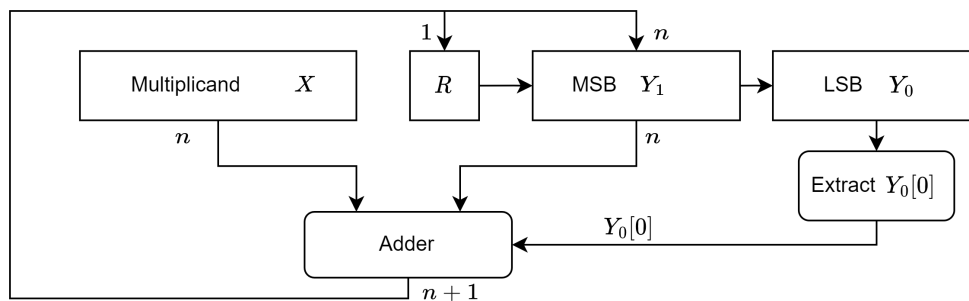 1
n
Multiplicand X
R
MSB Y₁
LSB Y₀
n
n
Extract Y₀[0]
Adder
Y₀[0]
n + 1